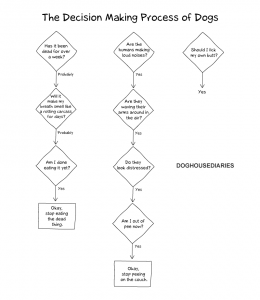 The Decision Making Process of Dogs
Has it been
dead for over
a week?
Probably
Will it
make my
breath smell like
a rotting carcass
for days?
Probably
Am I done
eating it yet?
Yes
Okay,
stop eating
the dead
thing.
Are the
humans making
loud noises?
Yes
Are they
waving their
arms around in
the air?
Yes
Do they
look distressed?
Yes
Am I out of
pee now?
Yes
Okay,
stop peeing
on the couch.
Should I lick
my own butt?
Yes
DOGHOUSEDIARIES